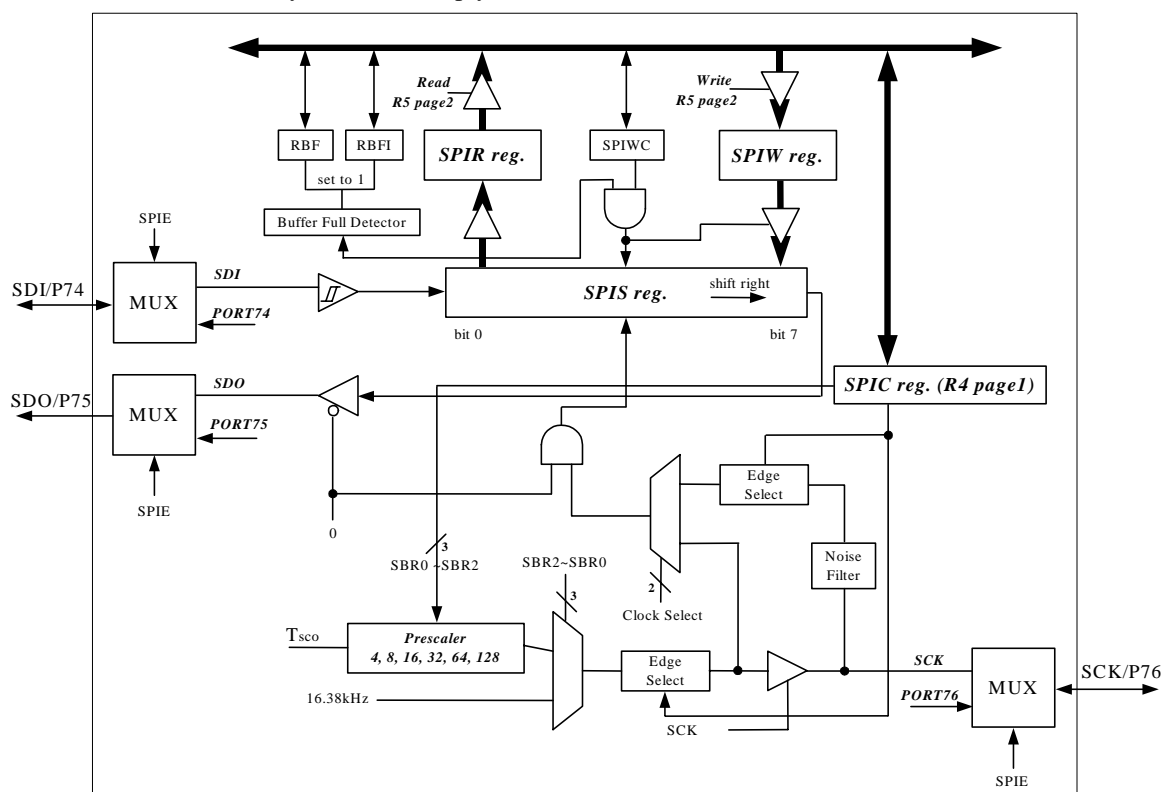 Read
R5 page2
Write
R5 page2
RBF
RBFI
SPIR reg.
SPIWC
SPIW reg.
set to 1
Buffer Full Detector
SPIE
SDI/P74
MUX
SDI
PORT74
SPIS reg.
shift right
bit 0
bit 7
SPIC reg. (R4 page1)
SDO/P75
MUX
SDO
PORT75
SPIE
0
Edge
Select
Noise
Filter
3
SBR0 ~SBR2
SBR2~SBR0
3
2
Clock Select
Tsco
Prescaler
4, 8, 16, 32, 64, 128
16.38kHz
Edge
Select
SCK
SCK
PORT76
MUX
SCK/P76
SPIE